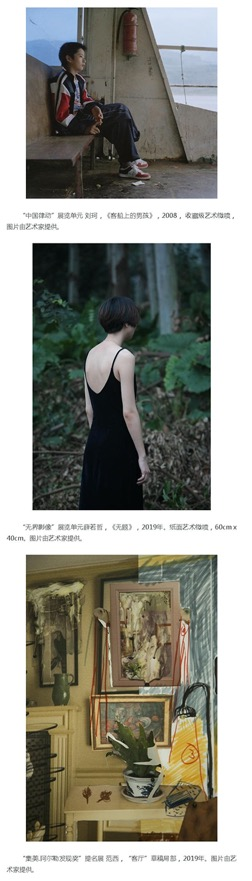 “中国律动”展览单元 刘珂，《客船上的男孩》，2008，收藏级艺术微喷，
图片由艺术家提供。
“无界影像”展览单元薛若哲，《无题》，2019年，纸面艺术微喷，60cm x
40cm。图片由艺术家提供。
“集美·阿尔勒发现奖”提名展 范西，“客厅”草稿局部，2019年。图片由艺
术家提供。